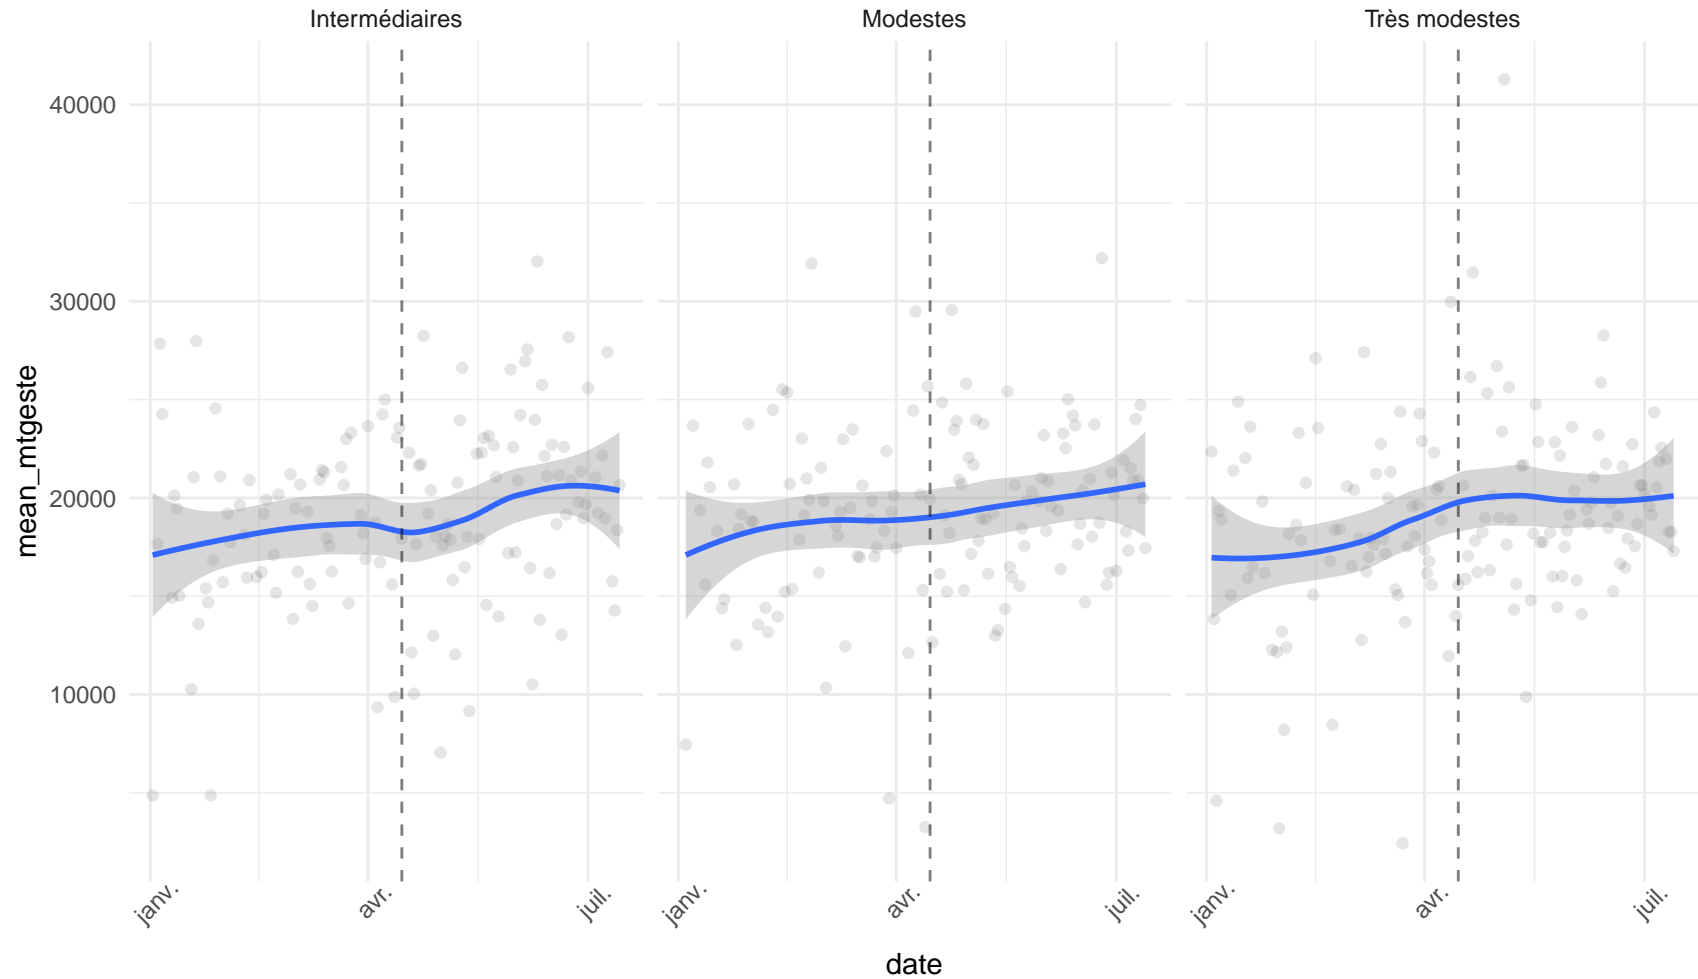 Intermédiaires
Modestes
Très modestes
mean_mtgeste
40000
30000
20000
10000
janv.
avr.
juil.
janv.
avr.
juil.
janv.
avr.
juil.
date